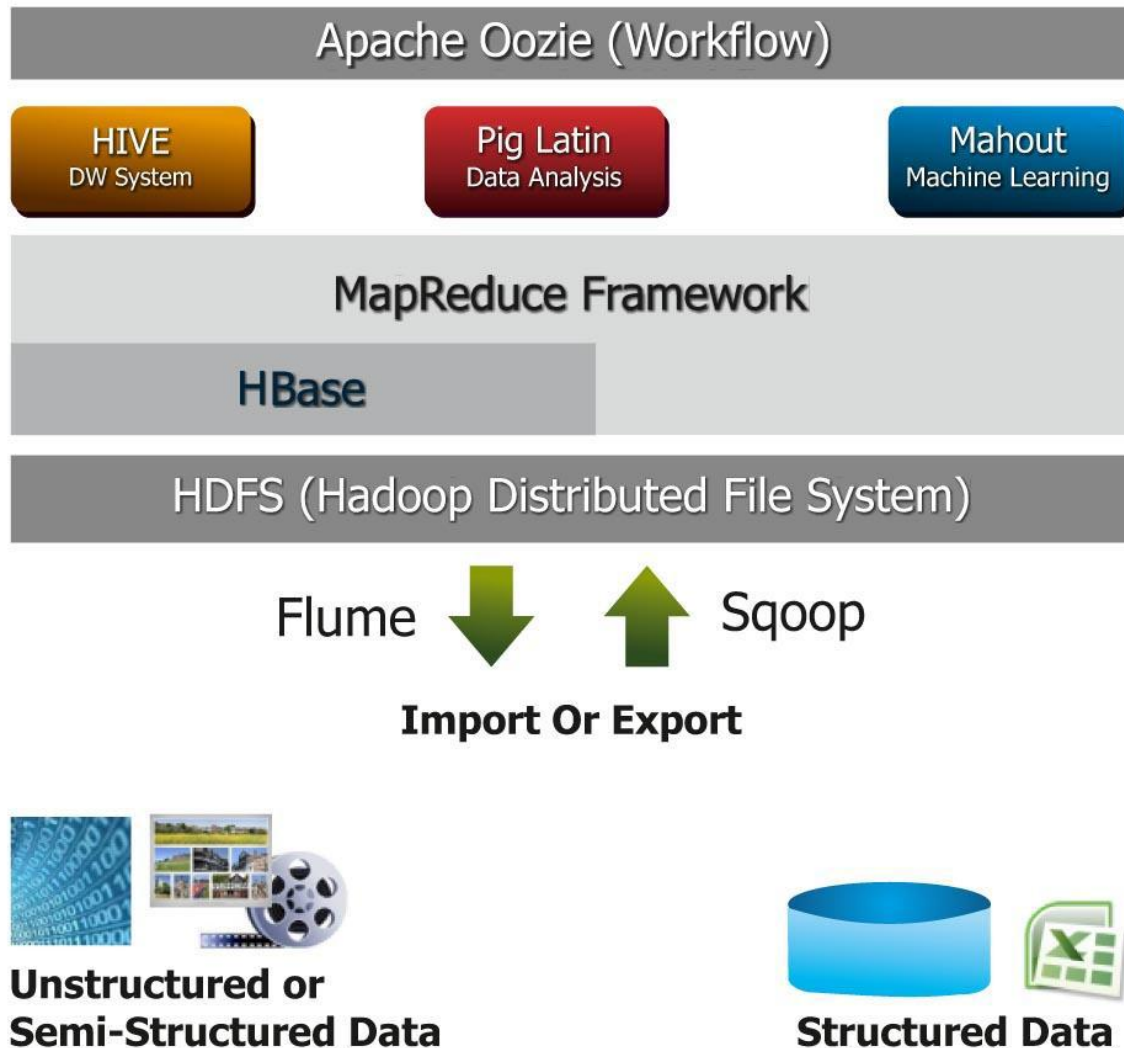 Apache Oozie (Workflow)
HIVE
DW System
Pig Latin
Data Analysis
Mahout
Machine Learning
MapReduce Framework
HBase
HDFS (Hadoop Distributed File System)
Flume
Sqoop
Import Or Export
Unstructured or
Semi-Structured Data
Structured Data